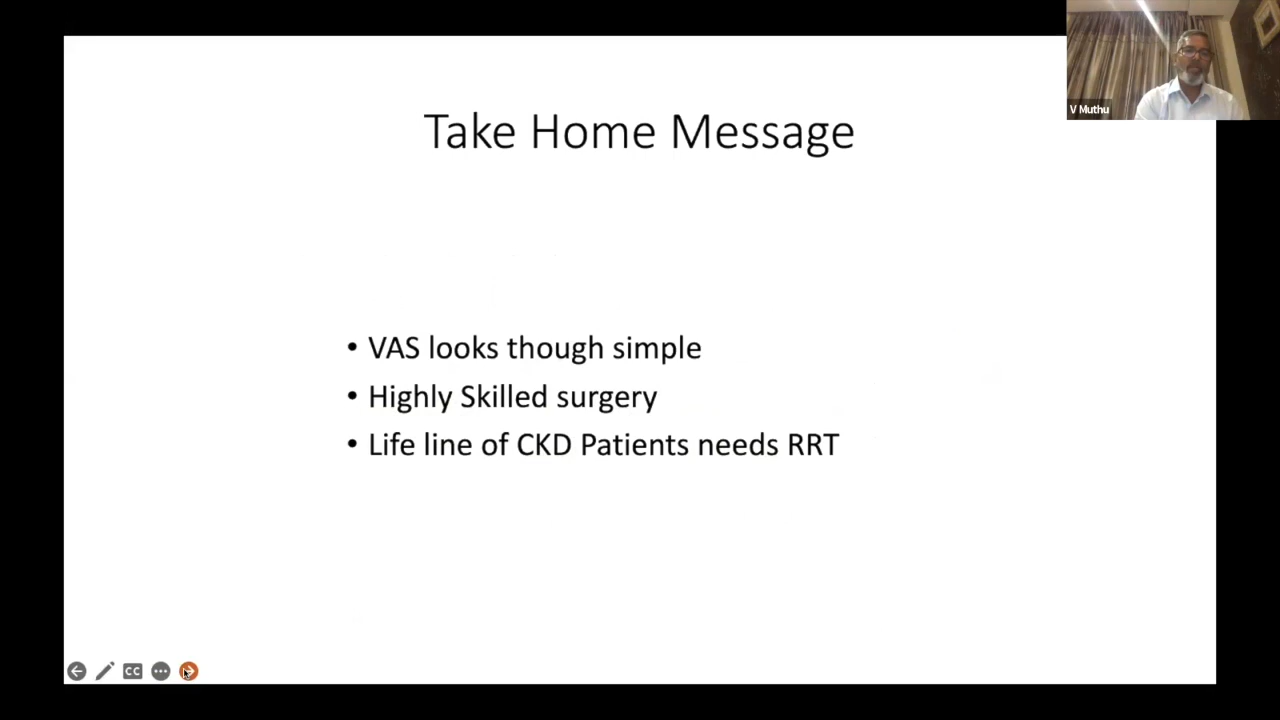 V Muthu
Take Home Message
• VAS looks though simple
• Highly Skilled surgery
• Life line of CKD Patients needs RRT
CC